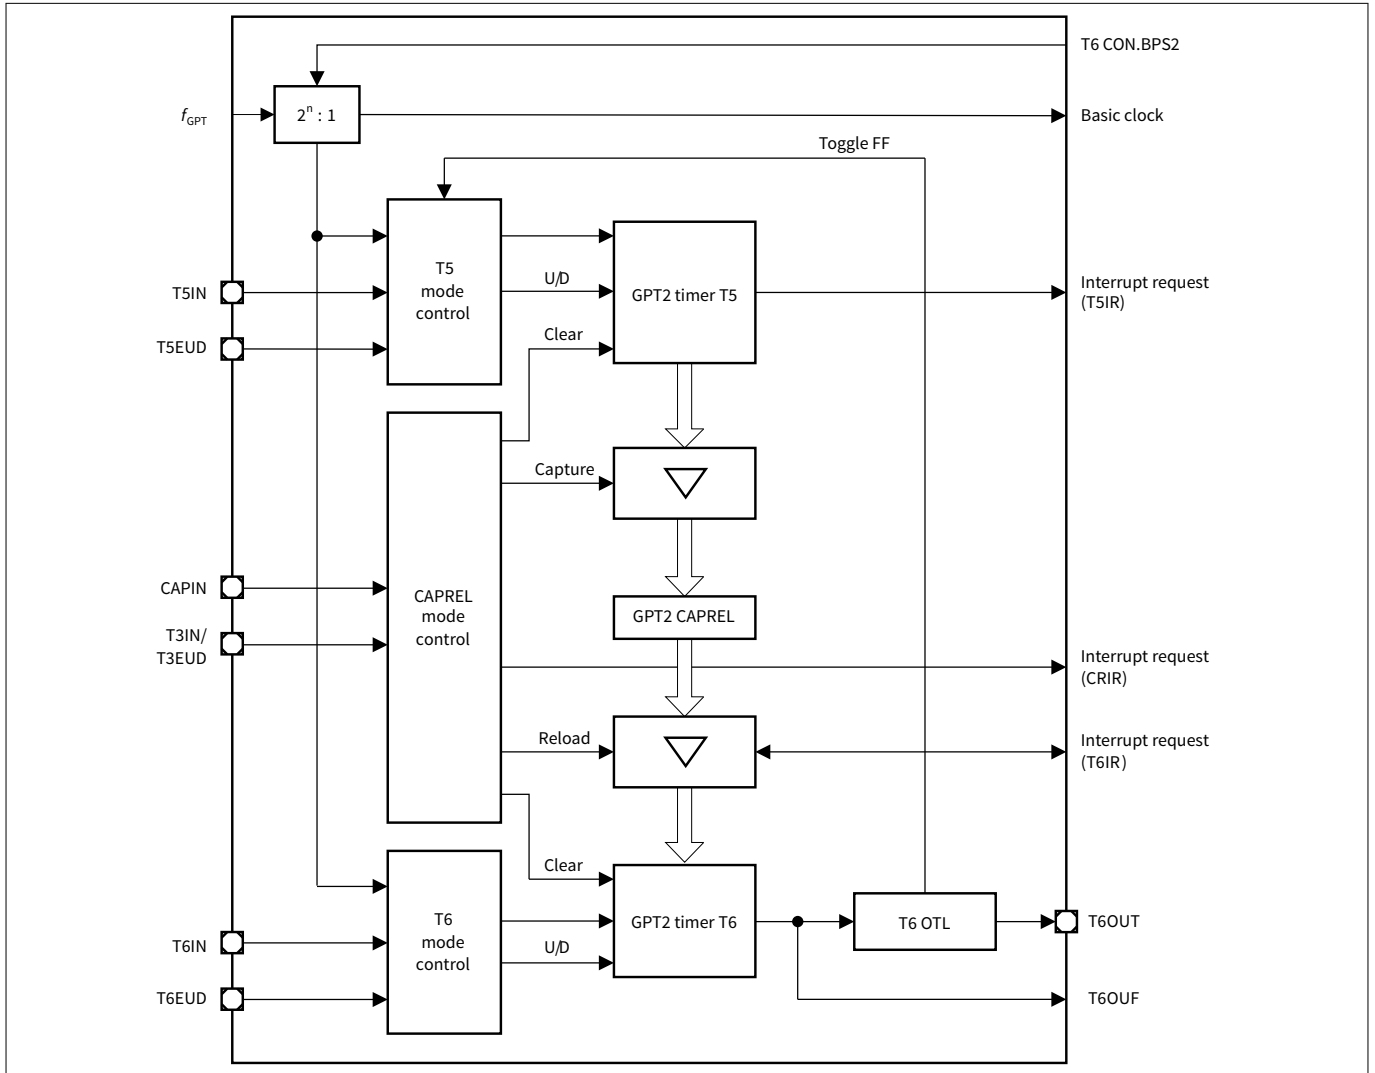 T6 CON.BPS2
fGPT
2n : 1
Basic clock
Toggle FF
T5
mode
control
U/D
GPT2 timer T5
Interrupt request
(T5IR)
T5IN
T5EUD
Clear
Capture
CAPIN
T3IN/
T3EUD
CAPREL
mode
control
GPT2 CAPREL
Interrupt request
(CRIR)
Reload
Interrupt request
(T6IR)
Clear
T6
mode
control
GPT2 timer T6
T6 OTL
T6OUT
T6IN
U/D
T6EUD
T6OUF